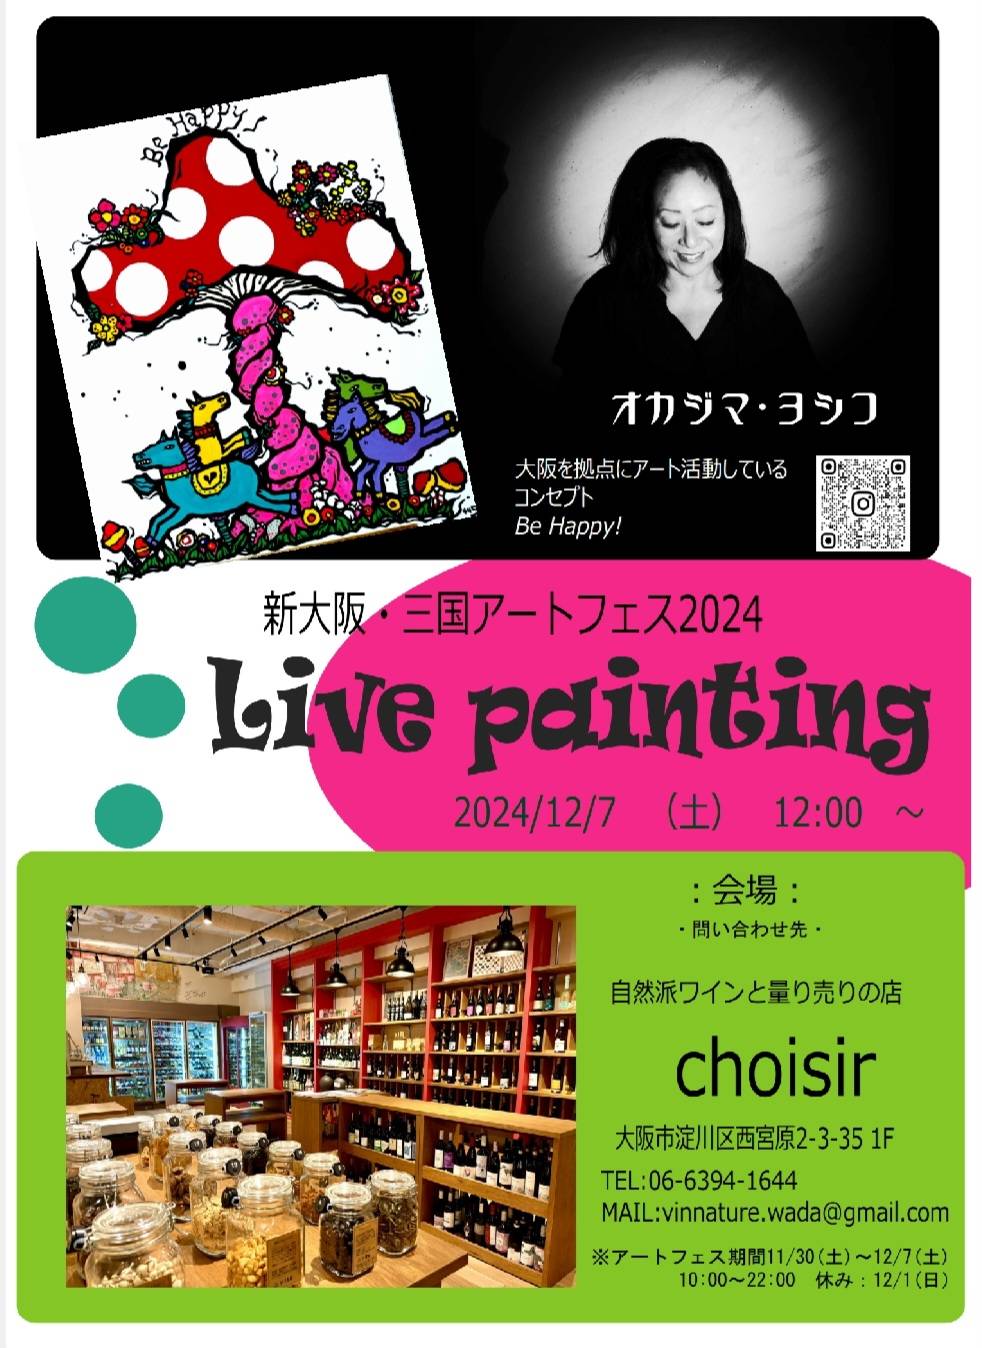 Be Happy!
オカジマ・ヨシコ
大阪を拠点にアート活動している
コンセプト
Be Happy!
新大阪・三国アートフェス2024
Live painting
2024/12/7 （土） 12:00 ～
：会場：
・問い合わせ先・
自然派ワインと量り売りの店
choisir
大阪市淀川区西宮原2-3-35 1F
TEL:06-6394-1644
MAIL:vinnature.wada@gmail.com
※アートフェス期間11/30(土)～12/7(土)
10:00～22:00 休み：12/1(日)